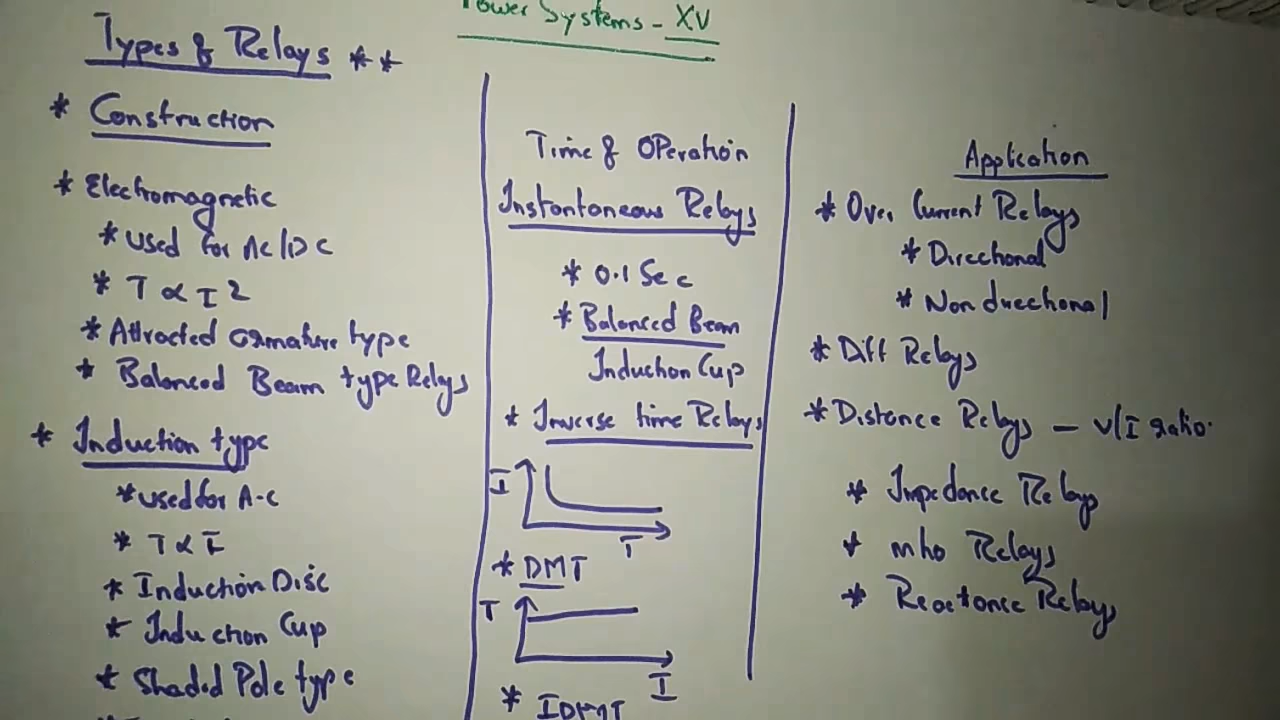 Power Systems - XV
Types of Relays **
* Construction
* Electromagnetic
* Used for AC/DC
* T ∝ I2
* Attracted armature type
* Balanced Beam type Relys
* Induction type
* Used for A-C
* T ∝ I
* Induction Disc
* Induction Cup
* Shaded Pole type
Time of Operation
Instantaneous Relays
* 0.1 Sec
* Balanced Beam
Induction Cup
* Inverse time Relays
I
T
* DMT
T
I
* IDMT
Application
* Over Current Relays
* Directional
* Non directional
* Diff Relays
* Distance Relays - V/I ratio.
* Impedance Relays
* mho Relays
* Reactance Relays